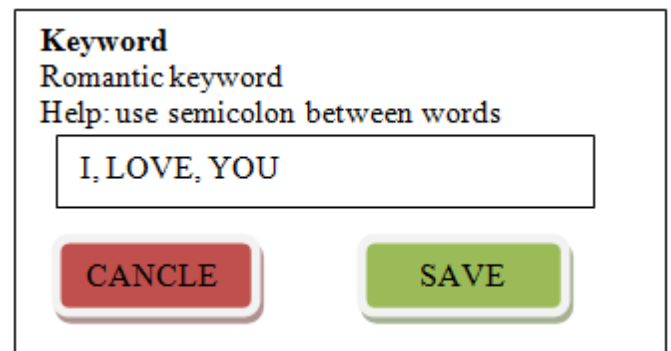 Keyword
Romantic keyword
Help: use semicolon between words
I, LOVE, YOU
CANCLE
SAVE